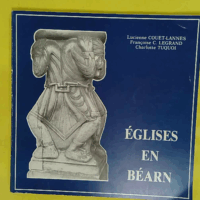 Lucienne COUET-LANNES
Françoise C. LEGRAND
Charlotte TUQUOI
ÉGLISES
EN
BÉARN